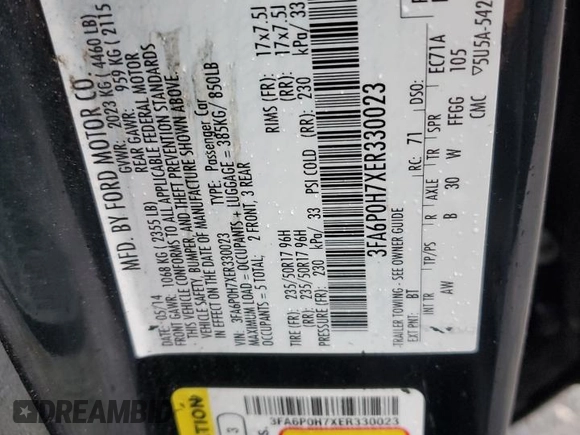 MFD. BY FORD MOTOR CO.
DATE: 05/14 GVWR: 2023 KG ( 4460 LB)
FRONT GAWR: 1068 KG ( 2355 LB) REAR GAWR: 959 KG ( 2115
THIS VEHICLE CONFORMS TO ALL APPLICABLE FEDERAL MOTOR
VEHICLE SAFETY, BUMPER, AND THEFT PREVENTION STANDARDS
IN EFFECT ON THE DATE OF MANUFACTURE SHOWN ABOVE.
VIN: 3FA6P0H7XER330023 TYPE: Passenger Car
MAXIMUM LOAD = OCCUPANTS + LUGGAGE = 385KG/ 850LB
OCCUPANTS = 5 TOTAL; 2 FRONT, 3 REAR
TIRE (FR): 235/50R17 96H RIMS (FR): 17x7.5J
TIRE (RR): 235/50R17 96H RIMS (RR): 17x7.5J
PRESSURE (FR): 230 kPa/ 33 PSI COLD (RR): 230 kPa/ 33
3FA6P0H7XER330023
TRAILER TOWING - SEE OWNER GUIDE
EXT PNT: BT RC: 71 DSO: EC71A
INT TR TP/PS R AXLE TR SPR
AW B 30 W FFGG 105
CMC ▽5U5A-542
3FA6P0H7XER330023
DREAMBID